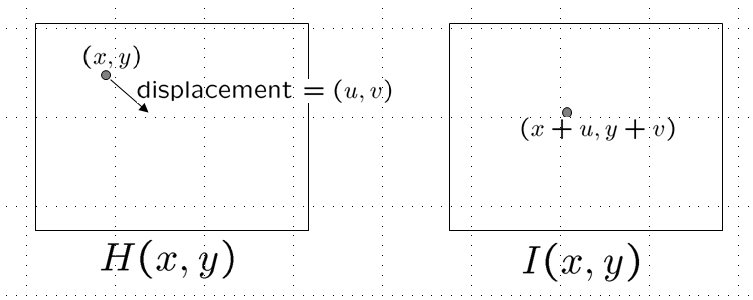 (x, y)
displacement = (u, v)
(x + u, y + v)
H(x, y)
I(x, y)